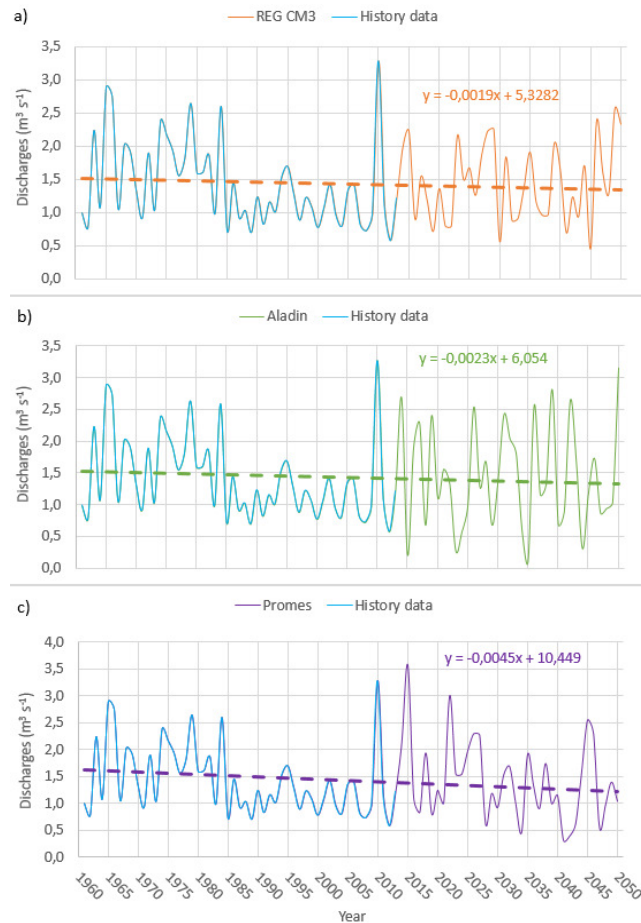 a)
REG CM3 History data
3,5
3,0
2,5
2,0
1,5
1,0
0,5
0,0
Discharges (m³ s⁻¹)
y = -0,0019x + 5,3282
b)
Aladin History data
3,5
3,0
2,5
2,0
1,5
1,0
0,5
0,0
Discharges (m³ s⁻¹)
y = -0,0023x + 6,054
c)
Promes History data
4,0
3,5
3,0
2,5
2,0
1,5
1,0
0,5
0,0
Discharges (m³ s⁻¹)
y = -0,0045x + 10,449
1960 1965 1970 1975 1980 1985 1990 1995 2000 2005 2010 2015 2020 2025 2030 2035 2040 2045 2050
Year